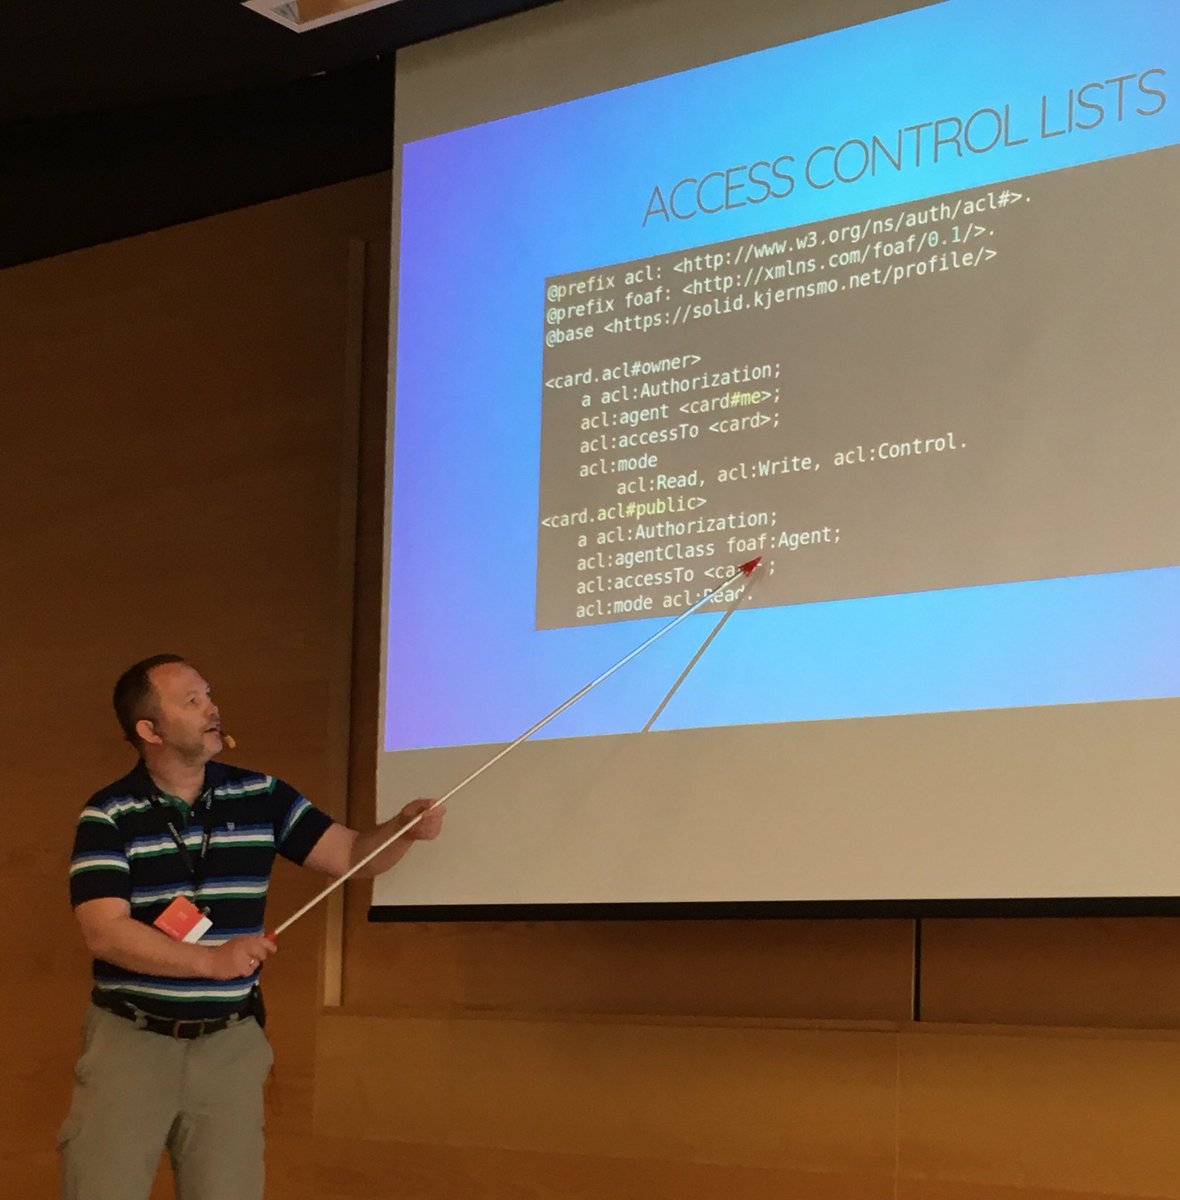 ACCESS CONTROL LISTS
@prefix acl: <http://www.w3.org/ns/auth/acl#>.
@prefix foaf: <http://xmlns.com/foaf/0.1/>.
@base <https://solid.kjernsmo.net/profile/>
<card.acl#owner>
a acl:Authorization;
acl:agent <card#me>;
acl:accessTo <card>;
acl:mode
acl:Read, acl:Write, acl:Control.
<card.acl#public>
a acl:Authorization;
acl:agentClass foaf:Agent;
acl:accessTo
acl:mode acl:Read.